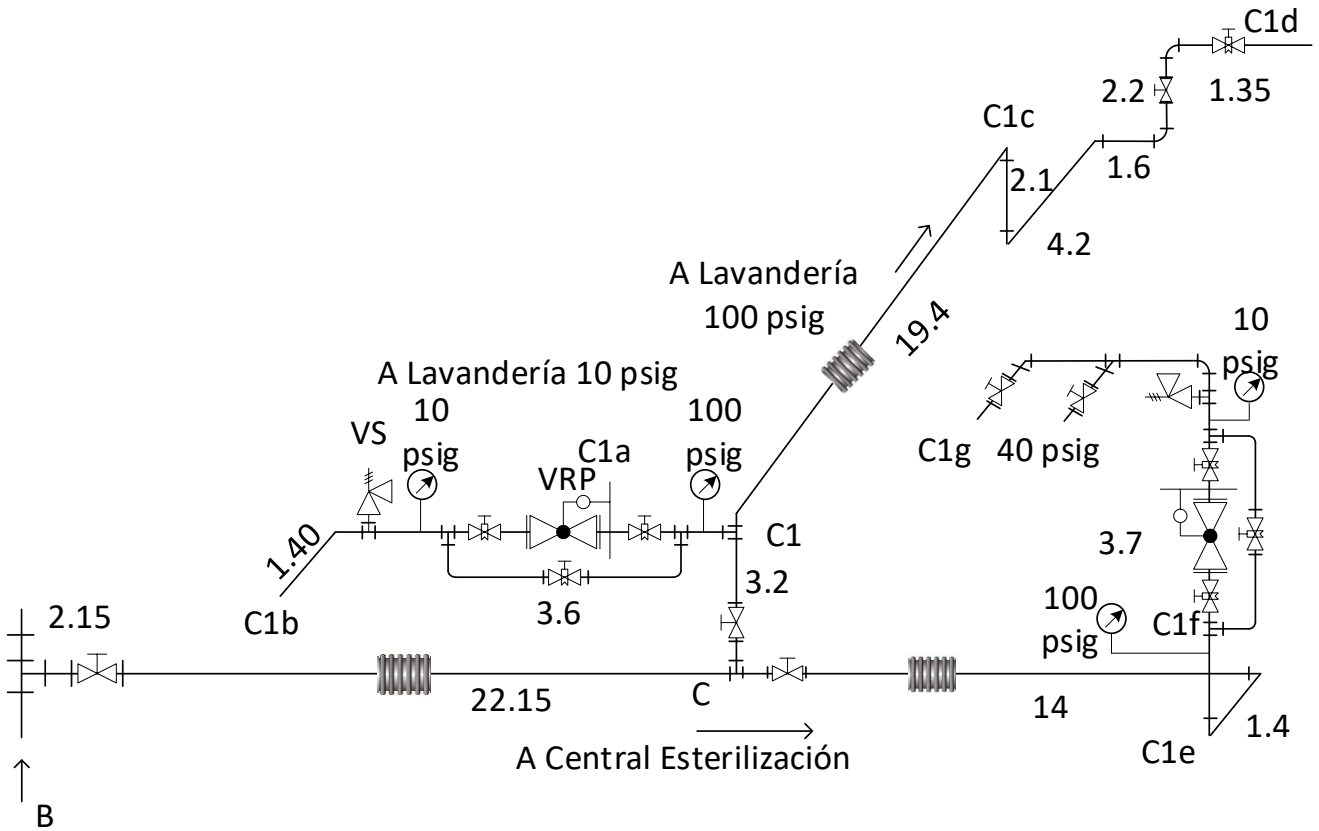 C1d
2.2
1.35
C1c
1.6
2.1
4.2
A Lavandería
100 psig
19.4
10
psig
A Lavandería 10 psig
10
psig
100
psig
VS
C1a
VRP
C1g
40 psig
1.40
C1
3.7
3.2
C1b
3.6
100
psig
C1f
2.15
22.15
C
14
1.4
A Central Esterilización
C1e
B